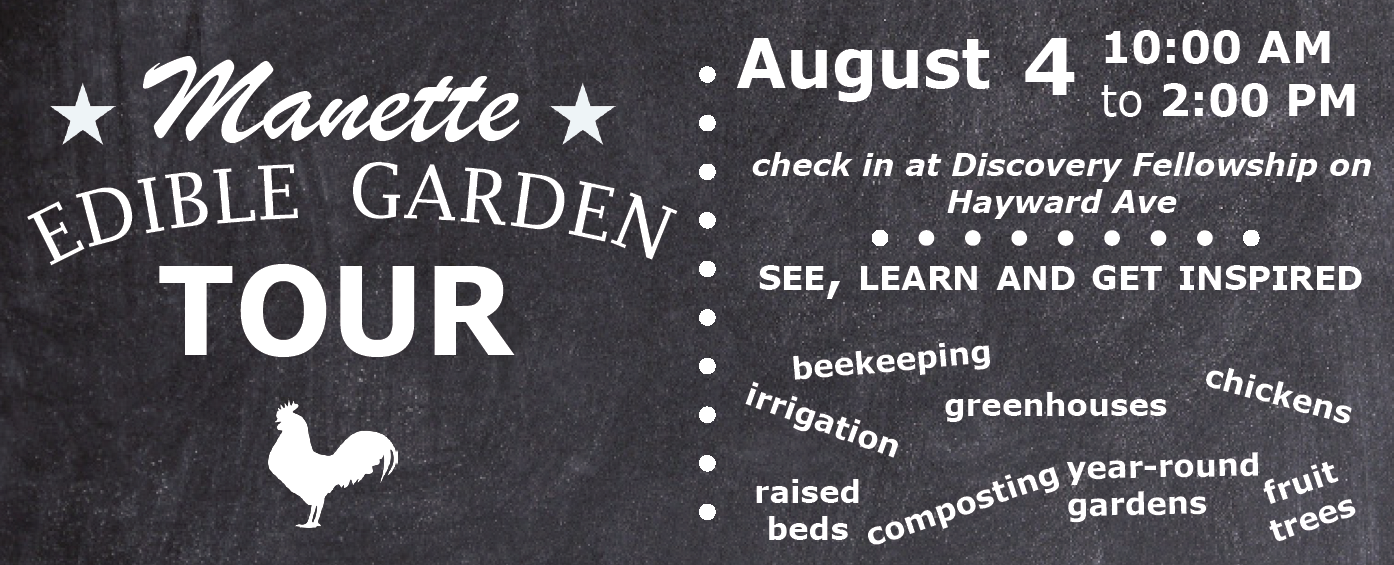 Manette
EDIBLE GARDEN
TOUR
August 4
10:00 AM
to 2:00 PM
check in at Discovery Fellowship on
Hayward Ave
SEE, LEARN AND GET INSPIRED
beekeeping
irrigation
greenhouses
chickens
raised
beds
composting
year-round
gardens
fruit
trees